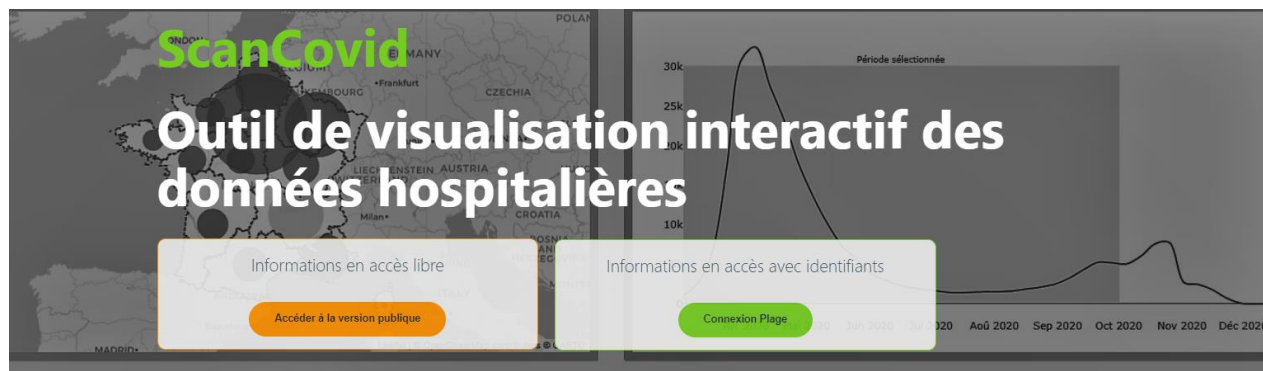 ScanCovid
Outil de visualisation interactif des
données hospitalières
Informations en accès libre
Accéder à la version publique
Informations en accès avec identifiants
Connexion Plage
POLAN
LONDON
GERMANY
Frankfurt
CZECHIA
LIECHTENSTEIN AUSTRIA
Milan
CROATIA
MADRID
Période sélectionnée
30k
25k
20k
10k
Jun 2020 Jul 2020 Aoû 2020 Sep 2020 Oct 2020 Nov 2020 Déc 2020